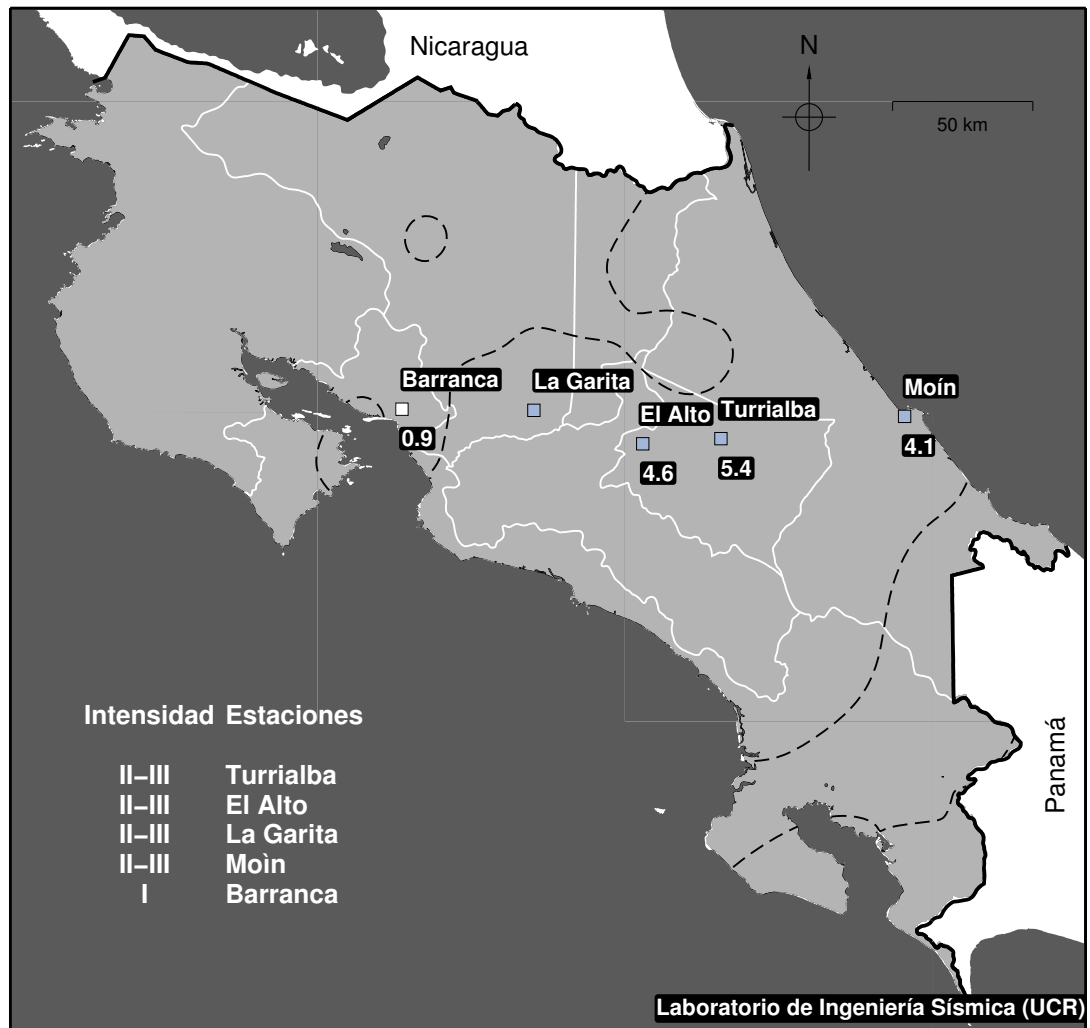 Nicaragua
N
50 km
Barranca
La Garita
Moín
El Alto
Turrialba
0.9
4.6
5.4
4.1
Panamá
Intensidad Estaciones
II–III Turrialba
II–III El Alto
II–III La Garita
II–III Moìn
I Barranca
Laboratorio de Ingeniería Sísmica (UCR)